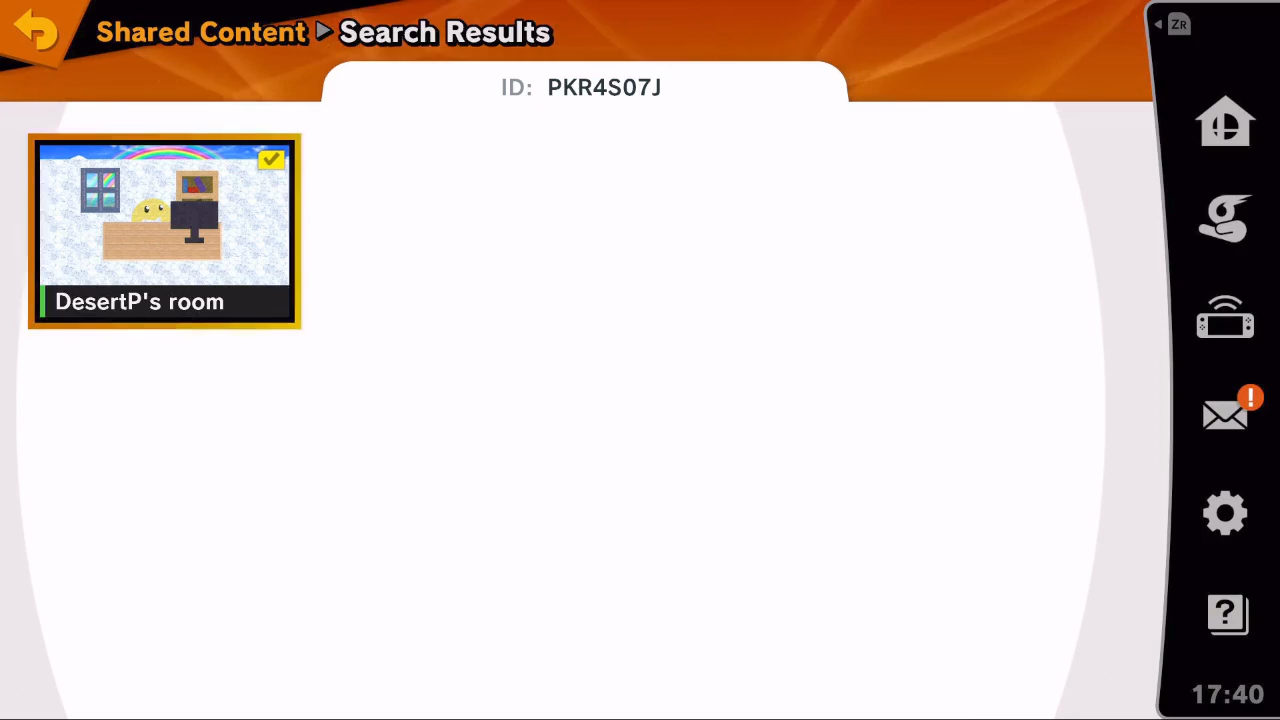 Shared Content ▶ Search Results
ZR
ID: PKR4S07J
DesertP's room
17:40